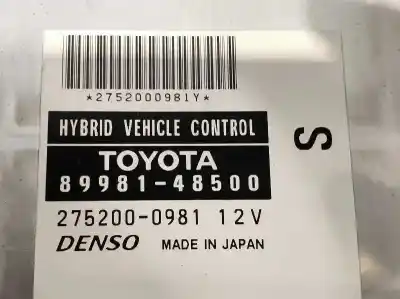 *2752000981Y*
HYBRID VEHICLE CONTROL
S
TOYOTA
89981-48500
275200-0981 12V
DENSO MADE IN JAPAN